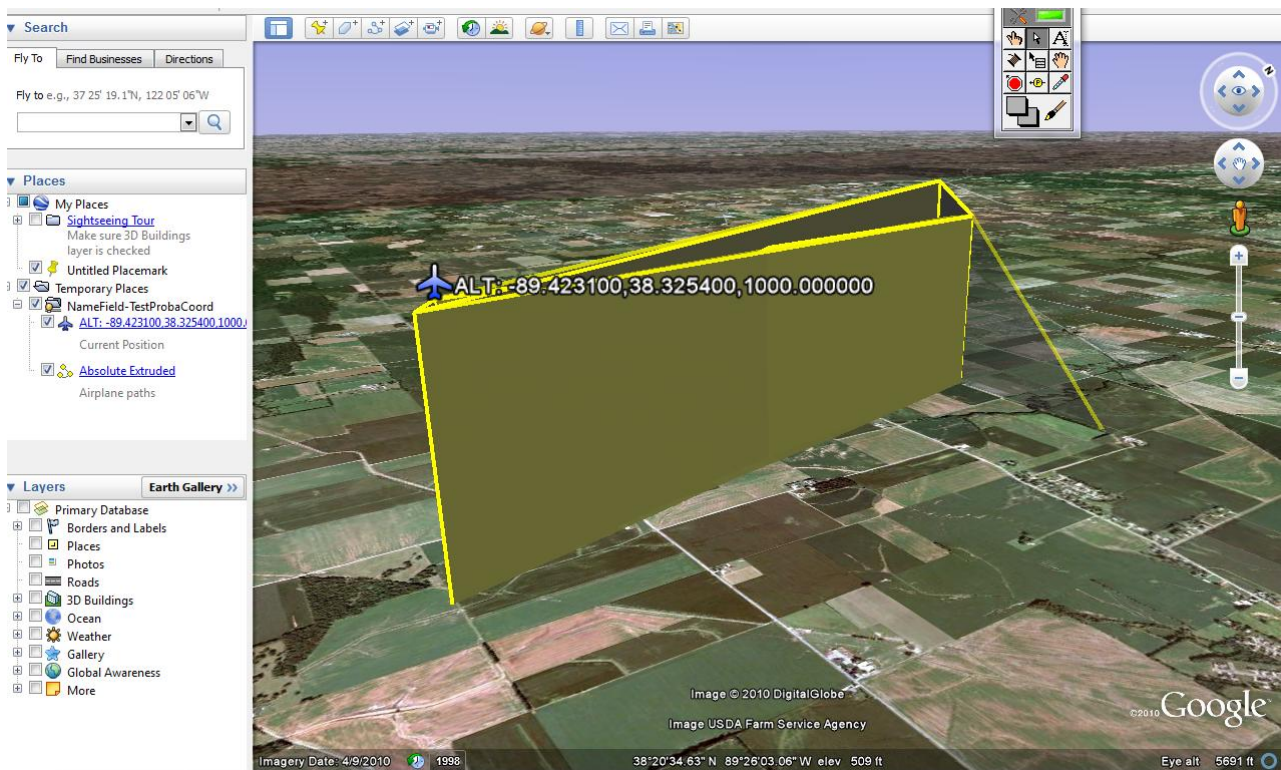 Search
Fly To
Find Businesses
Directions
Fly to e.g., 37 25' 19.1"N, 122 05' 06"W
Places
My Places
Sightseeing Tour
Make sure 3D Buildings
layer is checked
Untitled Placemark
Temporary Places
NameField-TestProbaCoord
ALT: -89.423100,38.325400,1000.
Current Position
Absolute Extruded
Airplane paths
Layers
Earth Gallery >>
Primary Database
Borders and Labels
Places
Photos
Roads
3D Buildings
Ocean
Weather
Gallery
Global Awareness
More
A
P
N
ALT: -89.423100,38.325400,1000.000000
Image © 2010 DigitalGlobe
Image USDA Farm Service Agency
©2010 Google
Imagery Date: 4/9/2010
1998
38°20'34.63" N 89°26'03.06" W elev 509 ft
Eye alt 5691 ft